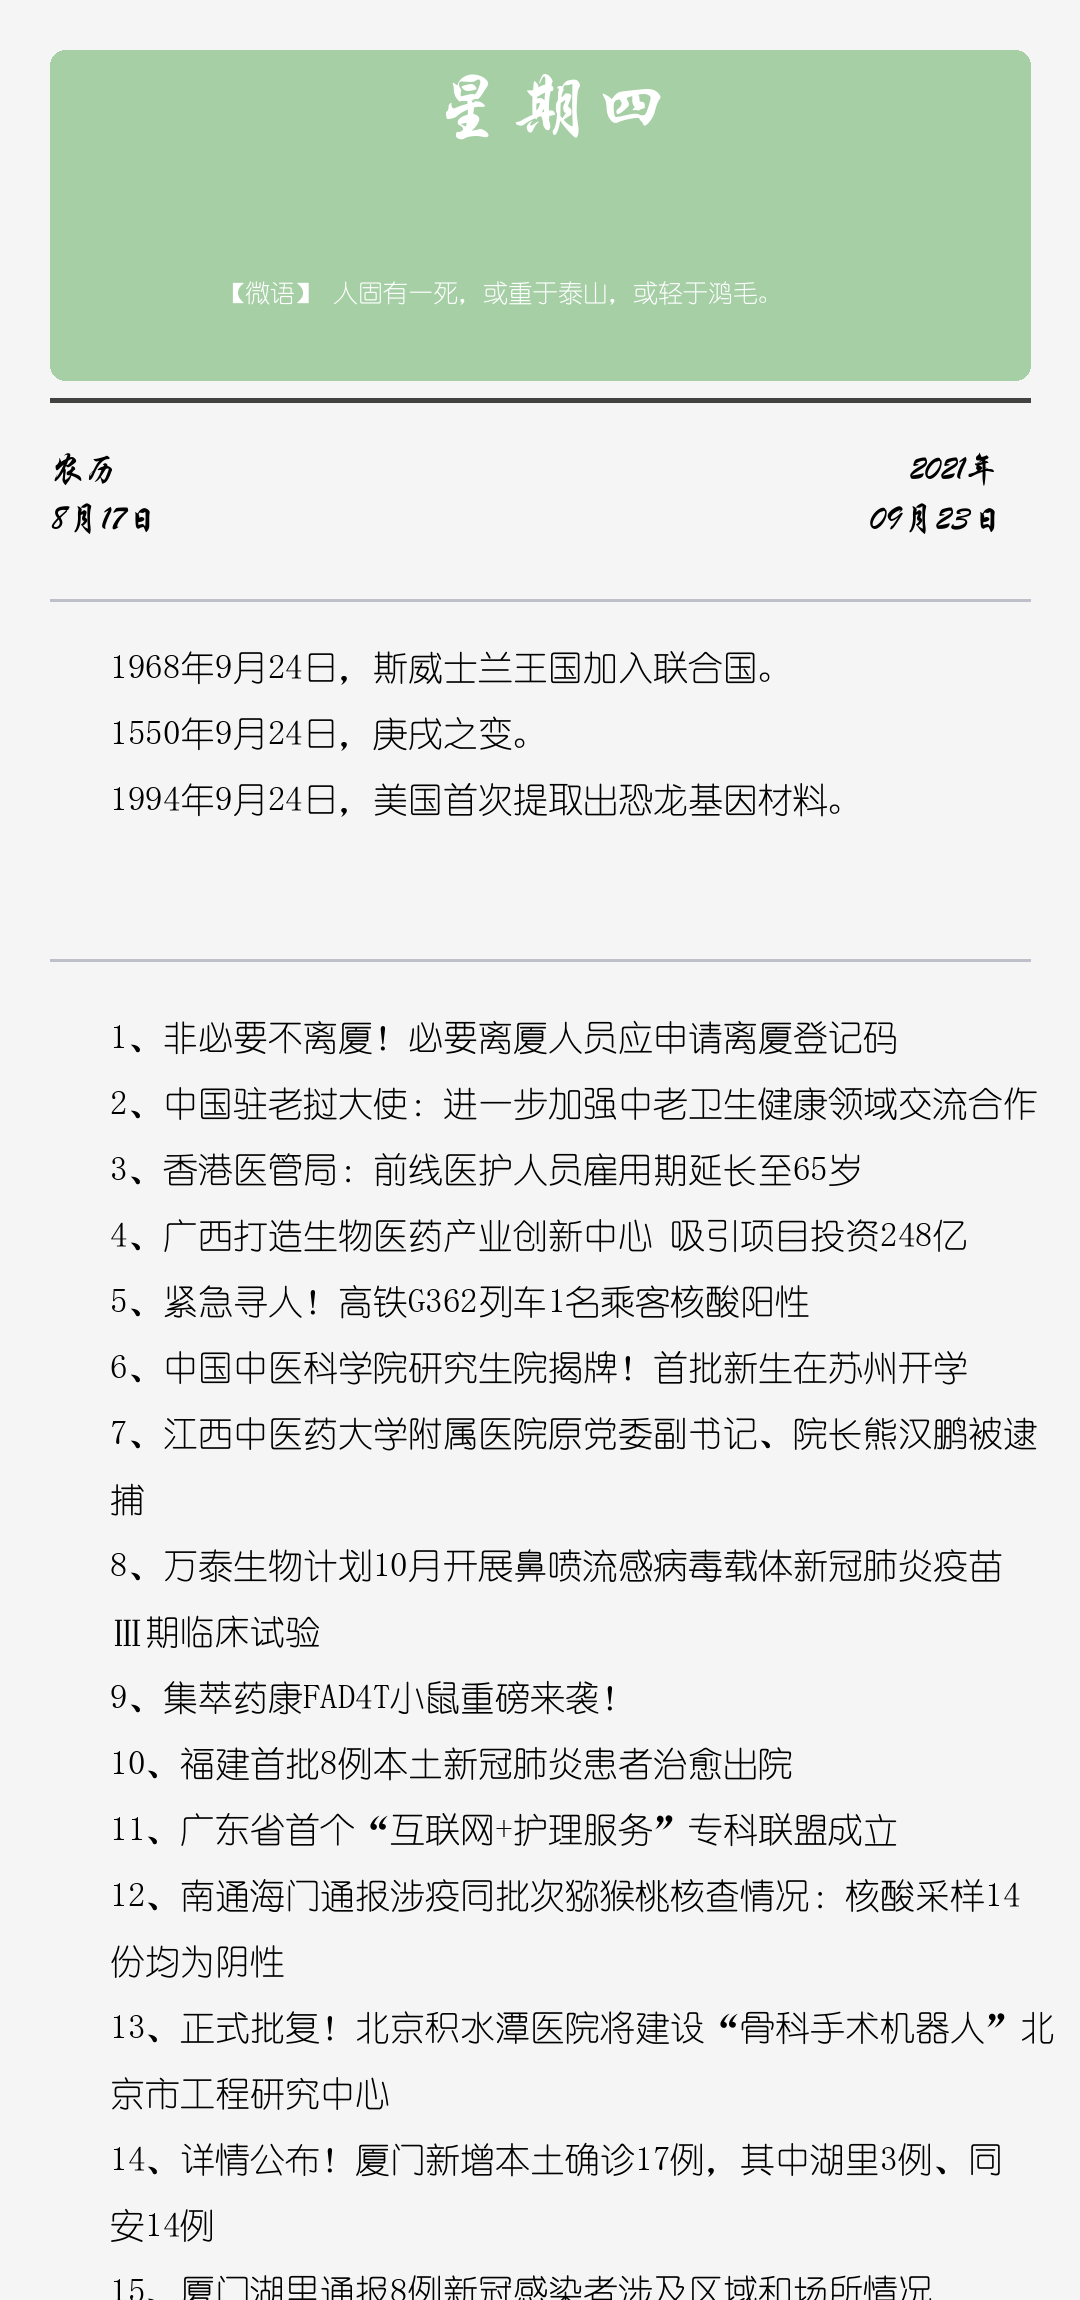 星期四
【微语】 人固有一死，或重于泰山，或轻于鸿毛。
农历
2021年
8月17日
09月23日
1968年9月24日，斯威士兰王国加入联合国。
1550年9月24日，庚戌之变。
1994年9月24日，美国首次提取出恐龙基因材料。
1、非必要不离厦！必要离厦人员应申请离厦登记码
2、中国驻老挝大使：进一步加强中老卫生健康领域交流合作
3、香港医管局：前线医护人员雇用期延长至65岁
4、广西打造生物医药产业创新中心 吸引项目投资248亿
5、紧急寻人！高铁G362列车1名乘客核酸阳性
6、中国中医科学院研究生院揭牌！首批新生在苏州开学
7、江西中医药大学附属医院原党委副书记、院长熊汉鹏被逮
捕
8、万泰生物计划10月开展鼻喷流感病毒载体新冠肺炎疫苗
Ⅲ期临床试验
9、集萃药康FAD4T小鼠重磅来袭！
10、福建首批8例本土新冠肺炎患者治愈出院
11、广东省首个“互联网+护理服务”专科联盟成立
12、南通海门通报涉疫同批次猕猴桃核查情况：核酸采样14
份均为阴性
13、正式批复！北京积水潭医院将建设“骨科手术机器人”北
京市工程研究中心
14、详情公布！厦门新增本土确诊17例，其中湖里3例、同
安14例
15、厦门湖里通报8例新冠感染者涉及区域和场所情况